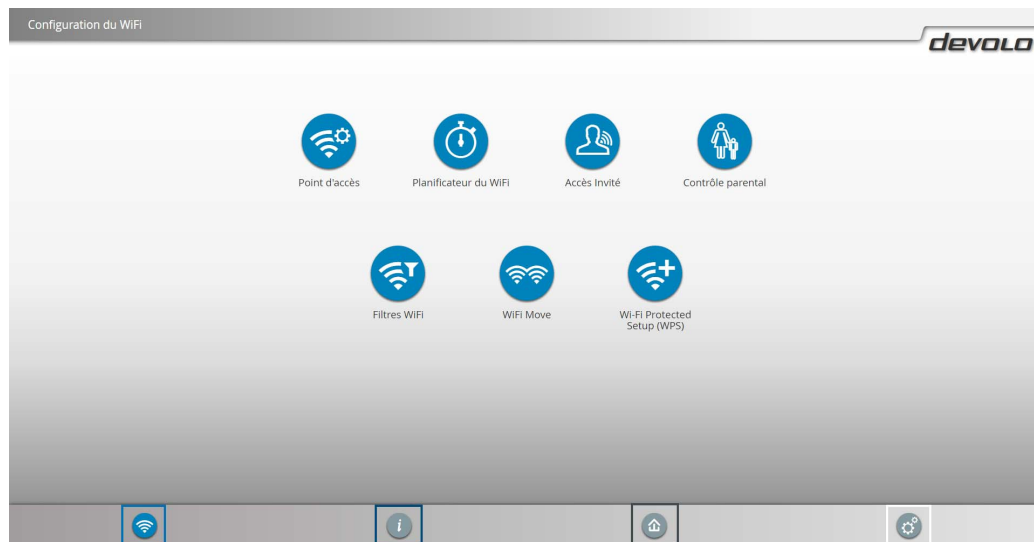 Configuration du WiFi
devolo
Point d'accès
Planificateur du WiFi
Accès Invité
Contrôle parental
Filtres WiFi
WiFi Move
Wi-Fi Protected
Setup (WPS)
i